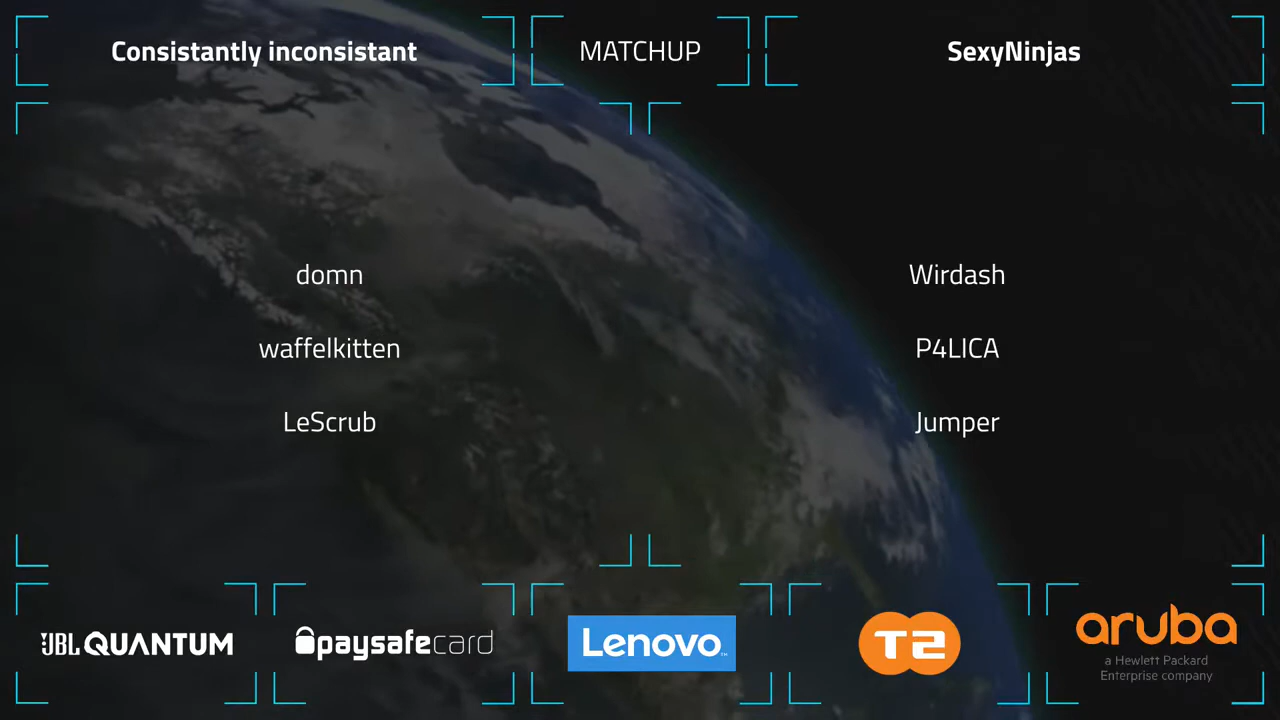 Consistantly inconsistant
MATCHUP
SexyNinjas
domn
Wirdash
waffelkitten
P4LICA
LeScrub
Jumper
JBL QUANTUM
paysafecard
Lenovo™
T2
aruba
a Hewlett Packard
Enterprise company